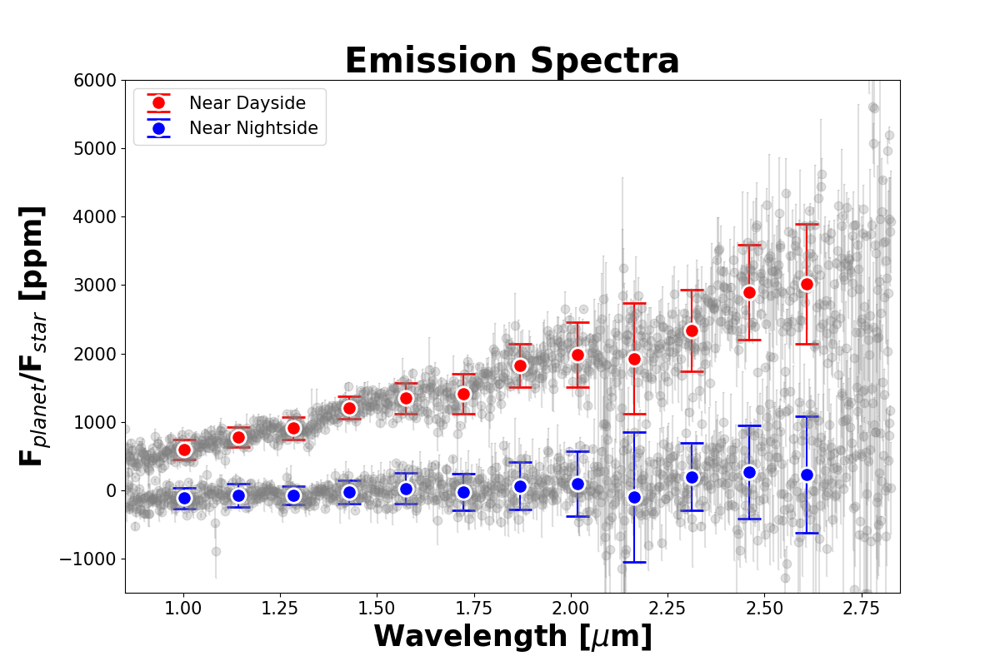 Emission Spectra
Near Dayside
Near Nightside
6000
5000
4000
3000
2000
1000
0
−1000
F_planet/F_star [ppm]
1.00 1.25 1.50 1.75 2.00 2.25 2.50 2.75
Wavelength [μm]